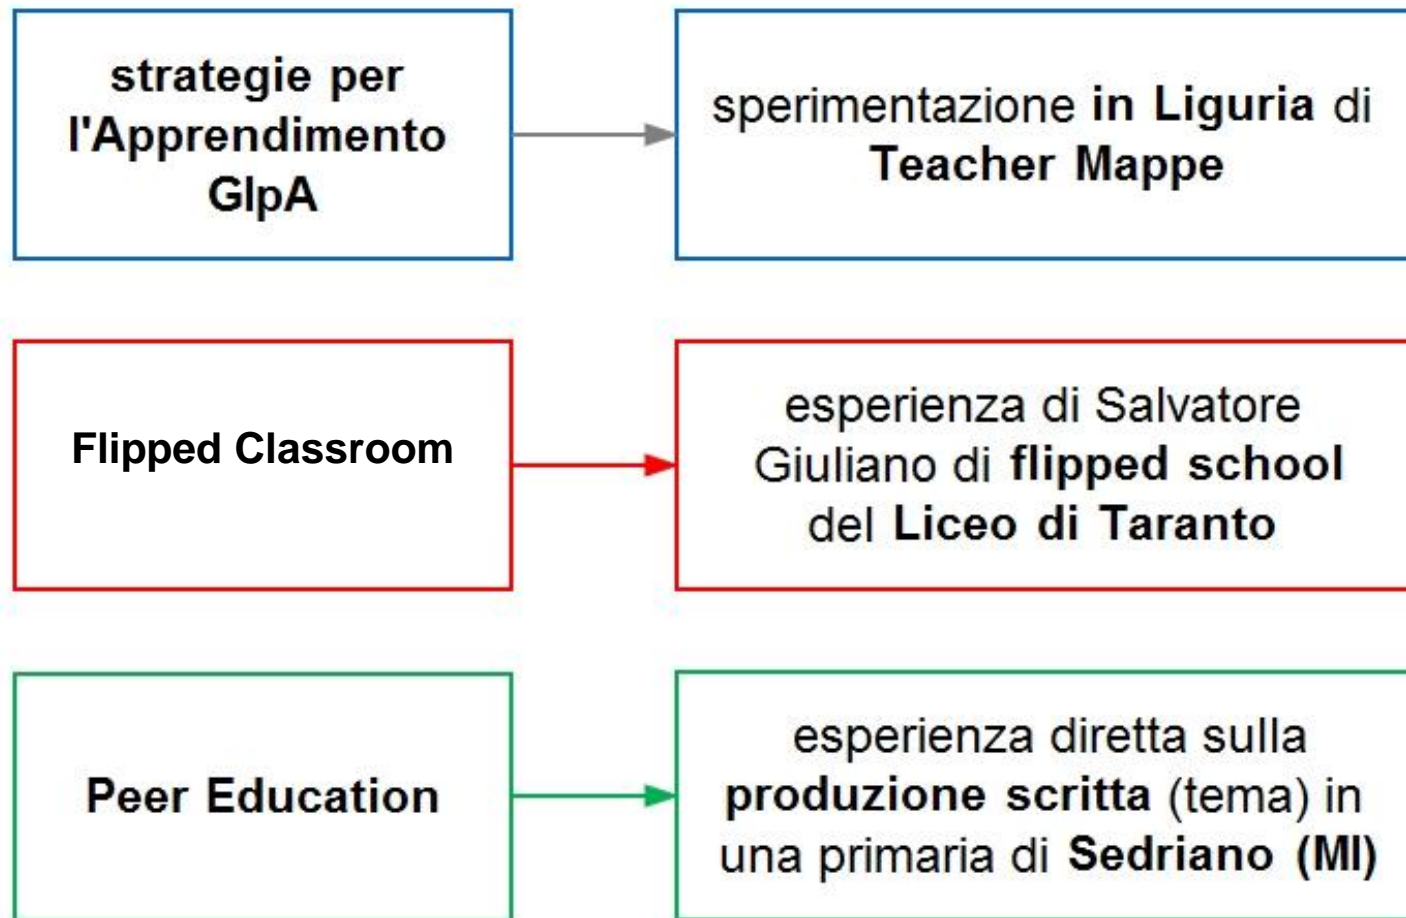 strategie per
l'Apprendimento
GIpA
sperimentazione in Liguria di
Teacher Mappe
Flipped Classroom
esperienza di Salvatore
Giuliano di flipped school
del Liceo di Taranto
Peer Education
esperienza diretta sulla
produzione scritta (tema) in
una primaria di Sedriano (MI)